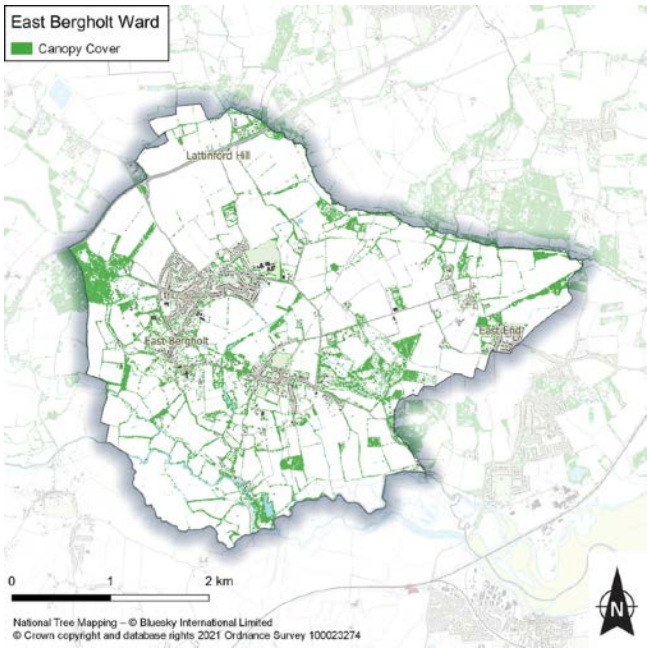 East Bergholt Ward
Canopy Cover
Lattinford Hill
East End
East Bergholt
0 1 2 km
N
National Tree Mapping – © Bluesky International Limited
© Crown copyright and database rights 2021 Ordnance Survey 100023274